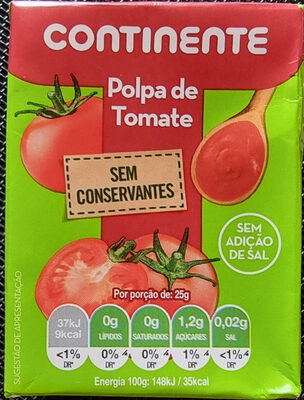 CONTINENTE
Polpa de
Tomate
SEM
CONSERVANTES
SEM
ADIÇÃO
DE SAL
SUGESTÃO DE APRESENTAÇÃO
Por porção de: 25g
37kJ
9kcal
0g
LÍPIDOS
0g
SATURADOS
1,2g
AÇÚCARES
0,02g
SAL
<1%
DR*
0%
DR*
0%
DR*
1%
DR*
<1%
DR*
Energia 100g: 148kJ / 35kcal